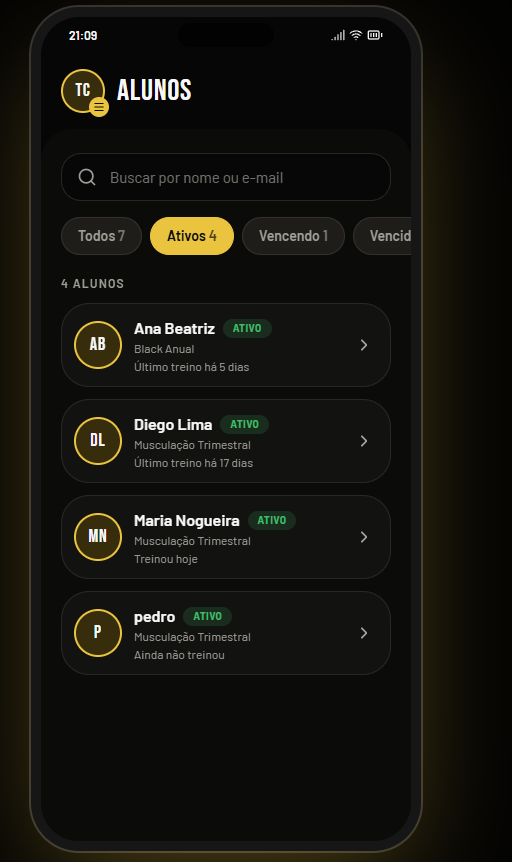 21:09
TC
ALUNOS
Buscar por nome ou e-mail
Todos 7
Ativos 4
Vencendo 1
Vencid
4 ALUNOS
AB
Ana Beatriz ATIVO
Black Anual
Último treino há 5 dias
DL
Diego Lima ATIVO
Musculação Trimestral
Último treino há 17 dias
MN
Maria Nogueira ATIVO
Musculação Trimestral
Treinou hoje
P
pedro ATIVO
Musculação Trimestral
Ainda não treinou